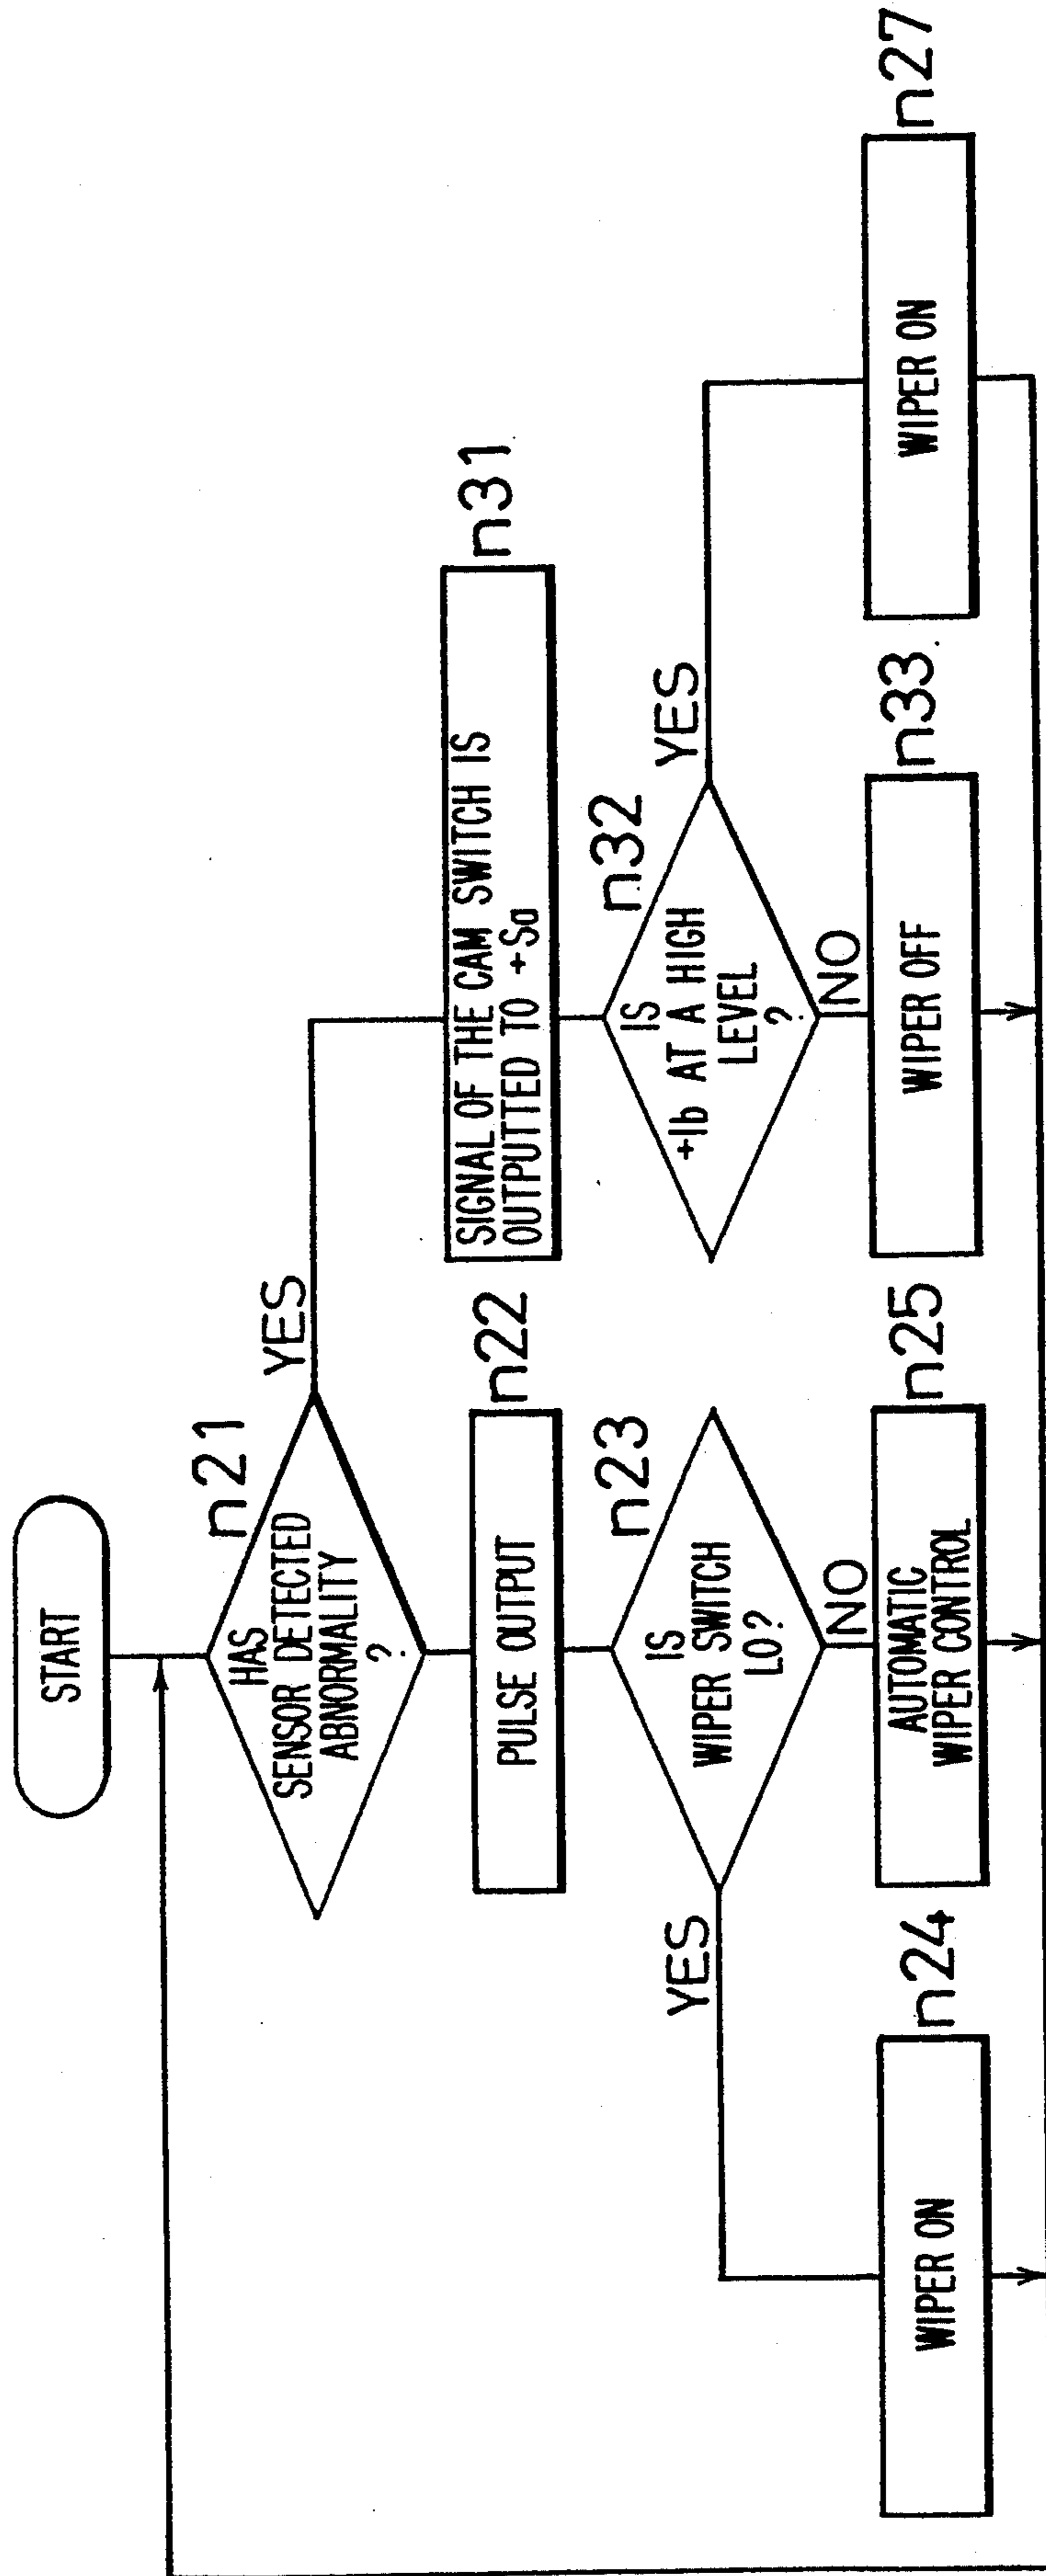 START
n21
HAS
SENSOR DETECTED
ABNORMALITY
?
YES
n22
PULSE OUTPUT
n31
SIGNAL OF THE CAM SWITCH IS
OUTPUTTED TO +Sa
n23
IS
WIPER SWITCH
LO?
YES
NO
n32
IS
+Ib AT A HIGH
LEVEL
?
YES
NO
n24
WIPER ON
n25
AUTOMATIC
WIPER CONTROL
n33
WIPER OFF
n27
WIPER ON